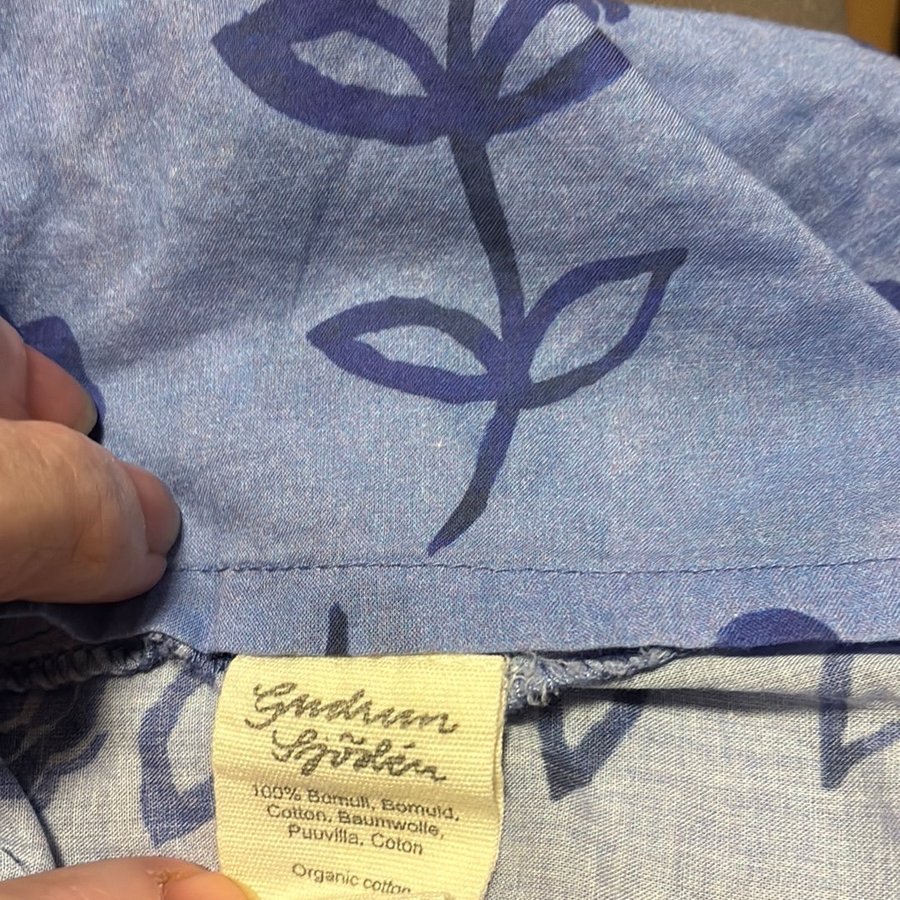 Gudrun
Sjödén
100% Bomull, Bomuld,
Cotton, Baumwolle,
Puuvilla, Coton
Organic cotton